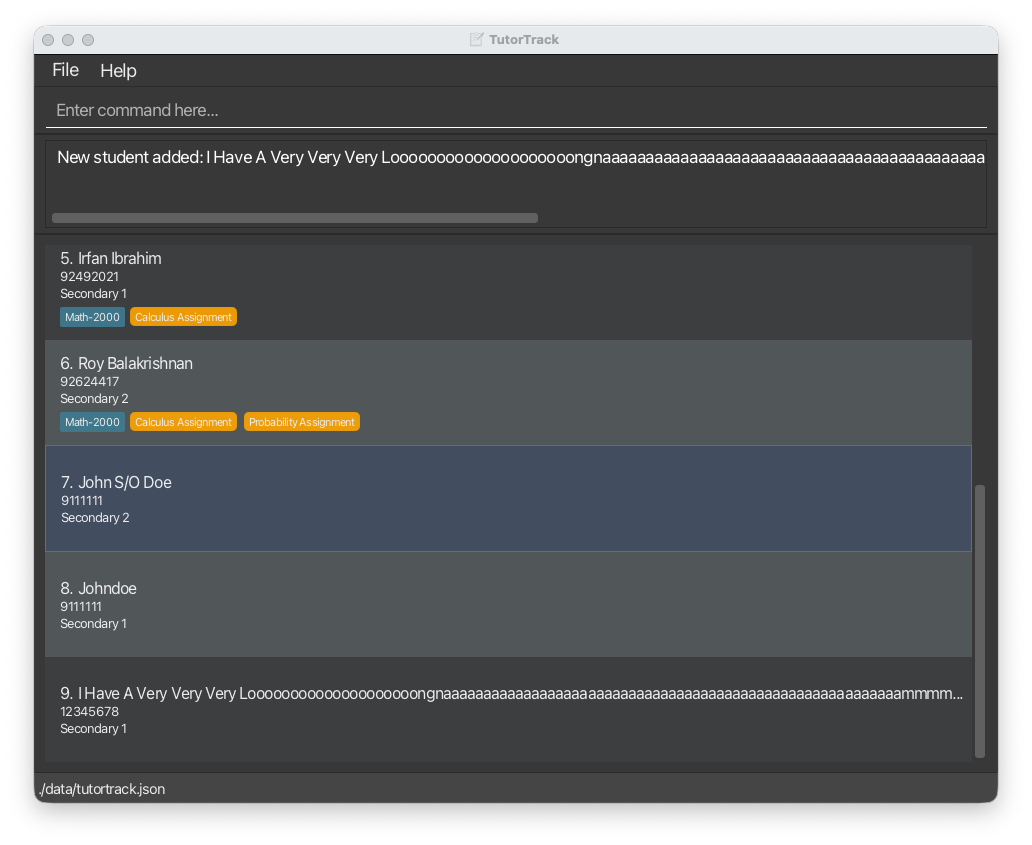 TutorTrack
File Help
Enter command here...
New student added: I Have A Very Very Very Looooooooooooooooooooongnaaaaaaaaaaaaaaaaaaaaaaaaaaaaaaaaaaaaaaaaaaaa
5. Irfan Ibrahim
92492021
Secondary 1
Math-2000 Calculus Assignment
6. Roy Balakrishnan
92624417
Secondary 2
Math-2000 Calculus Assignment Probability Assignment
7. John S/O Doe
9111111
Secondary 2
8. Johndoe
9111111
Secondary 1
9. I Have A Very Very Very Looooooooooooooooooooongnaaaaaaaaaaaaaaaaaaaaaaaaaaaaaaaaaaaaaaaaaaaaaaaaaaaaaaaaammmm...
12345678
Secondary 1
./data/tutortrack.json